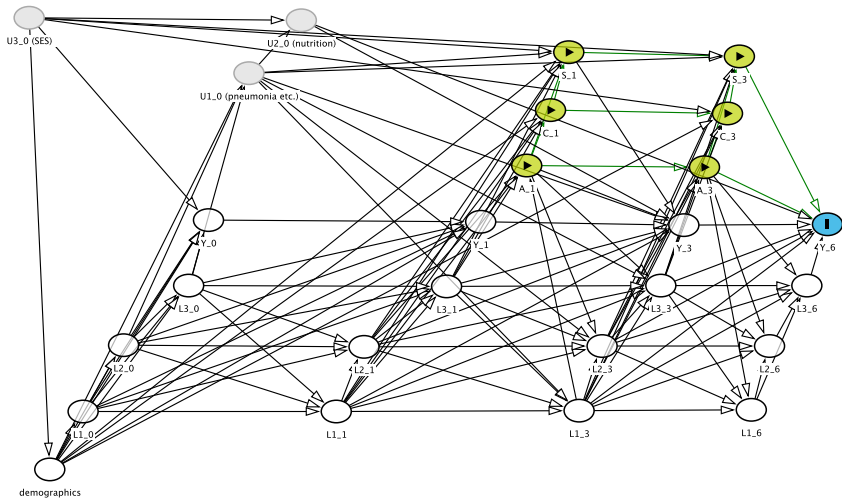 U3_0 (SES)
U2_0 (nutrition)
U1_0 (pneumonia etc.)
S_1
S_3
C_1
C_3
A_1
A_3
Y_0
Y_1
Y_3
Y_6
L3_0
L3_1
L3_3
L3_6
L2_0
L2_1
L2_3
L2_6
L1_0
L1_1
L1_3
L1_6
demographics